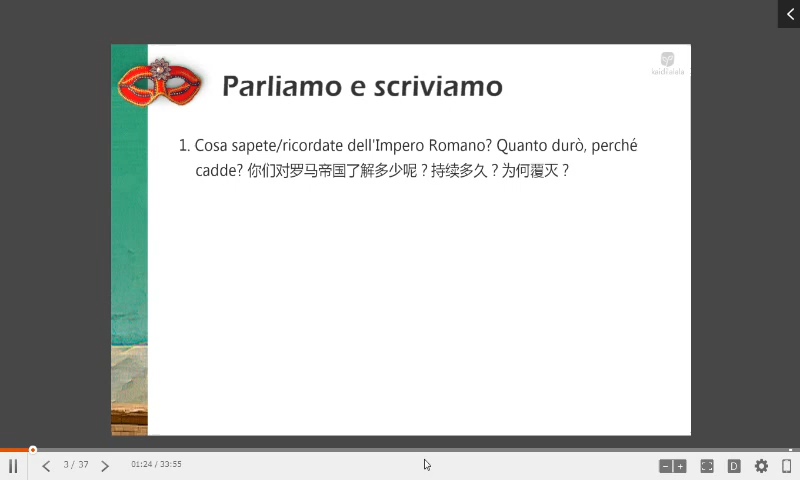 kaidilalala
Parliamo e scriviamo
1. Cosa sapete/ricordate dell'Impero Romano? Quanto durò, perché
cadde? 你们对罗马帝国了解多少呢？持续多久？为何覆灭？
3 / 37
01:24 / 33:55
D